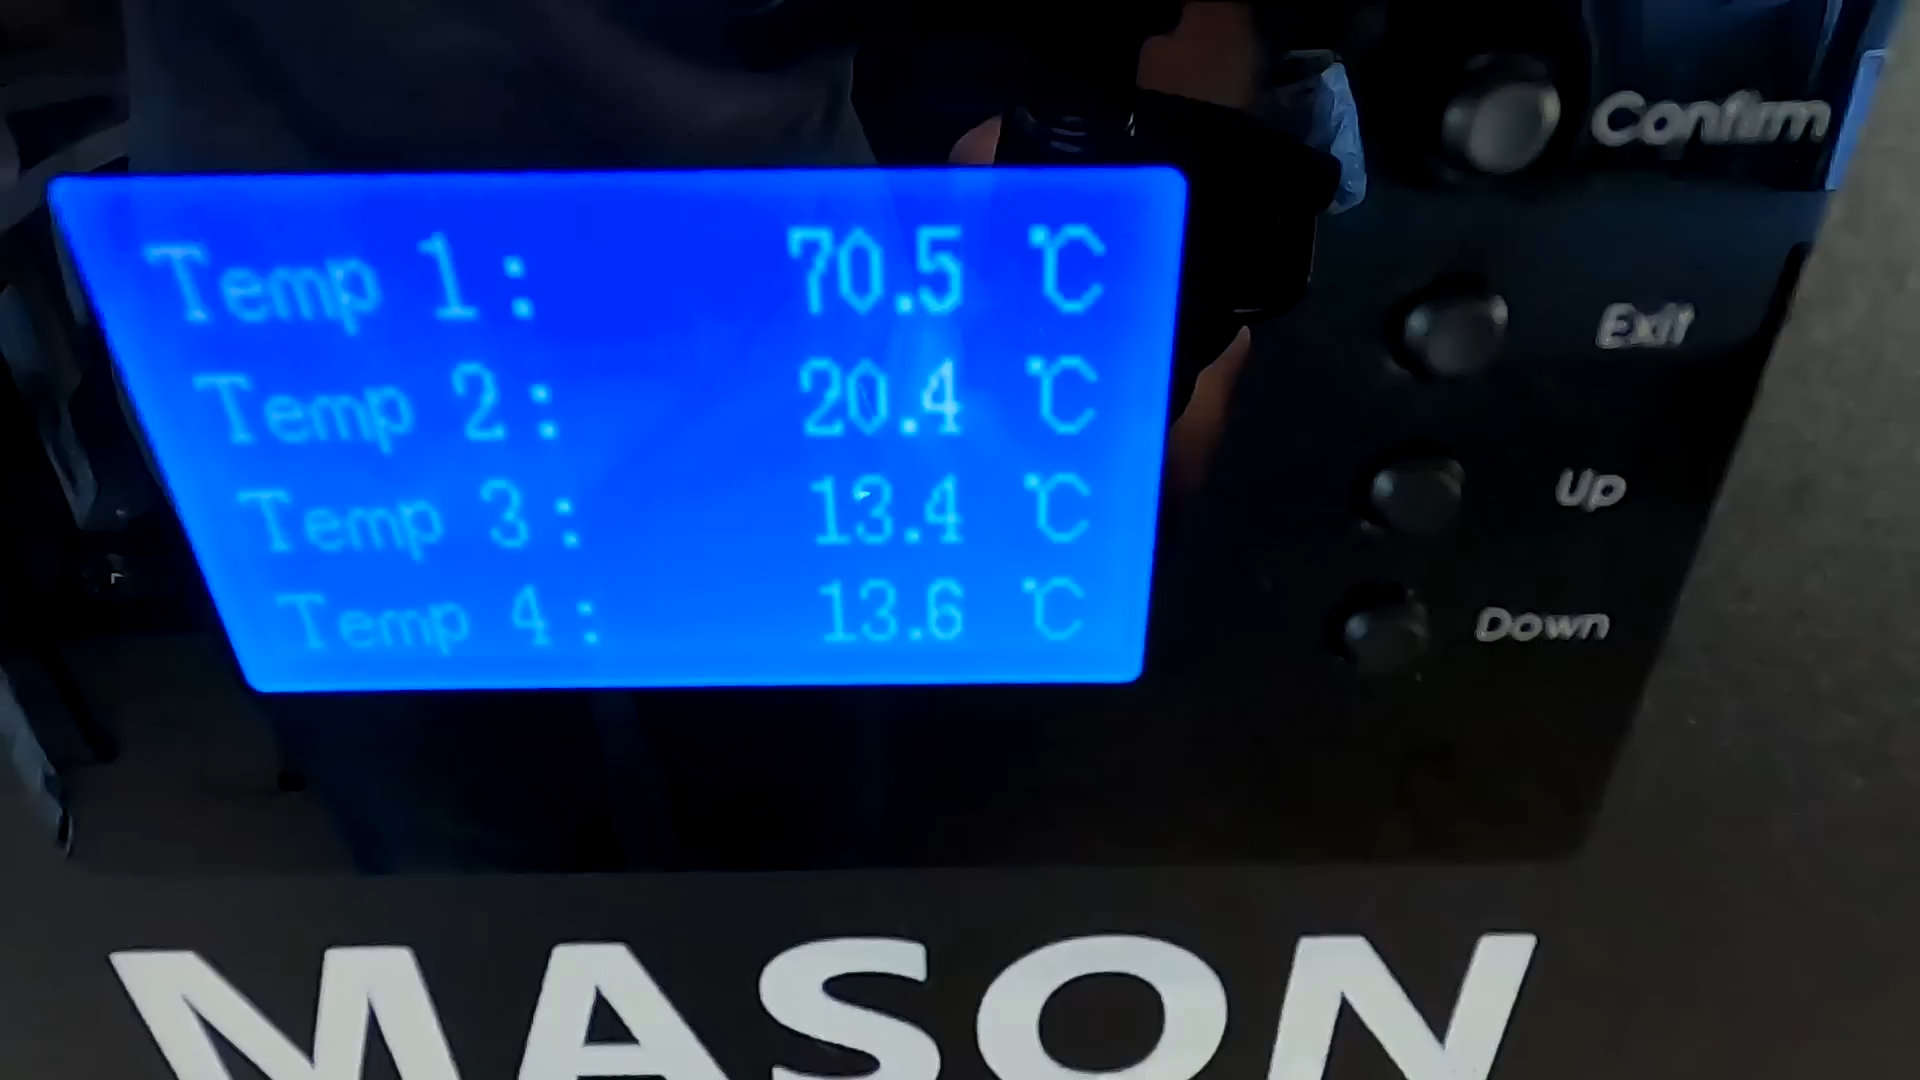 Temp 1: 70.5 ℃
Temp 2: 20.4 ℃
Temp 3: 13.4 ℃
Temp 4: 13.6 ℃
Confirm
Exit
Up
Down
MASON